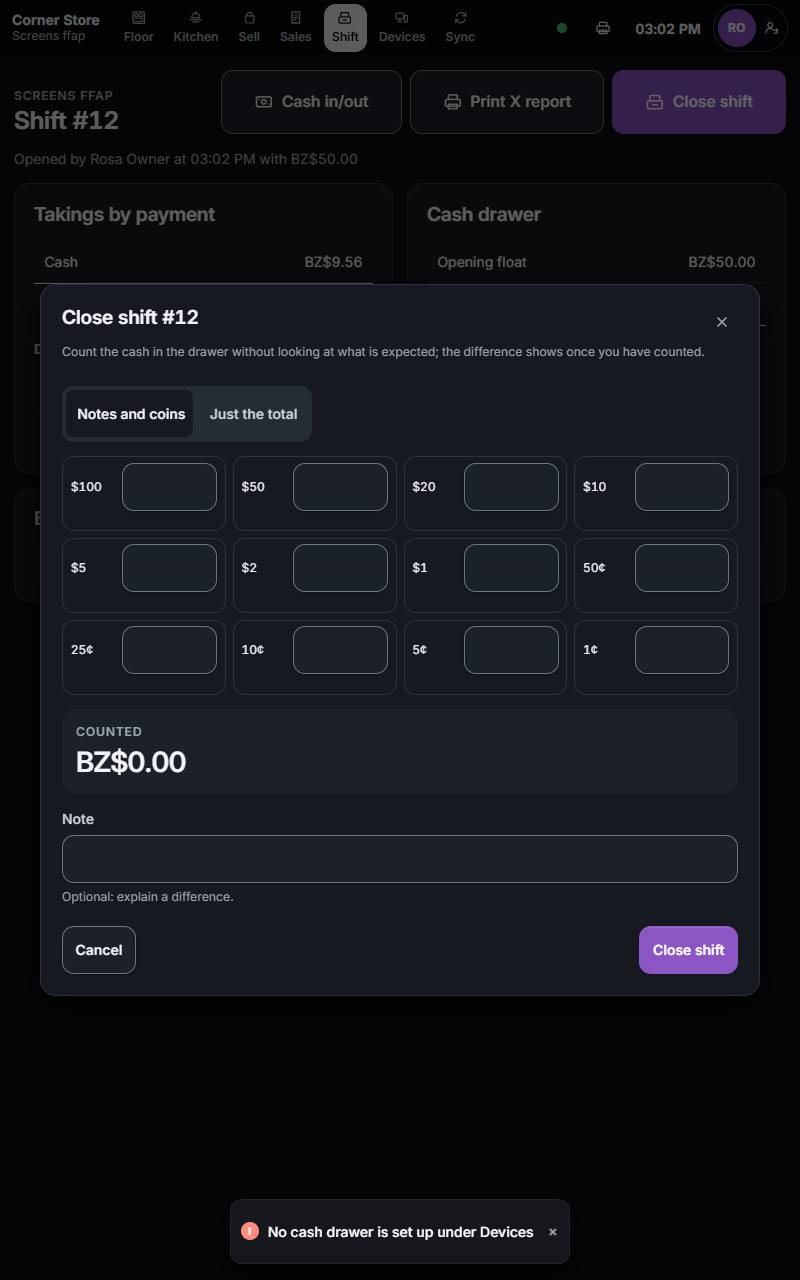 Corner Store
Screens ffap
Floor
Kitchen
Sell
Sales
Shift
Devices
Sync
03:02 PM
RO
SCREENS FFAP
Shift #12
Cash in/out
Print X report
Close shift
Opened by Rosa Owner at 03:02 PM with BZ$50.00
Takings by payment
Cash drawer
Cash BZ$9.56
Opening float BZ$50.00
Close shift #12
Count the cash in the drawer without looking at what is expected; the difference shows once you have counted.
Notes and coins
Just the total
$100
$50
$20
$10
$5
$2
$1
50¢
25¢
10¢
5¢
1¢
COUNTED
BZ$0.00
Note
Optional: explain a difference.
Cancel
Close shift
No cash drawer is set up under Devices